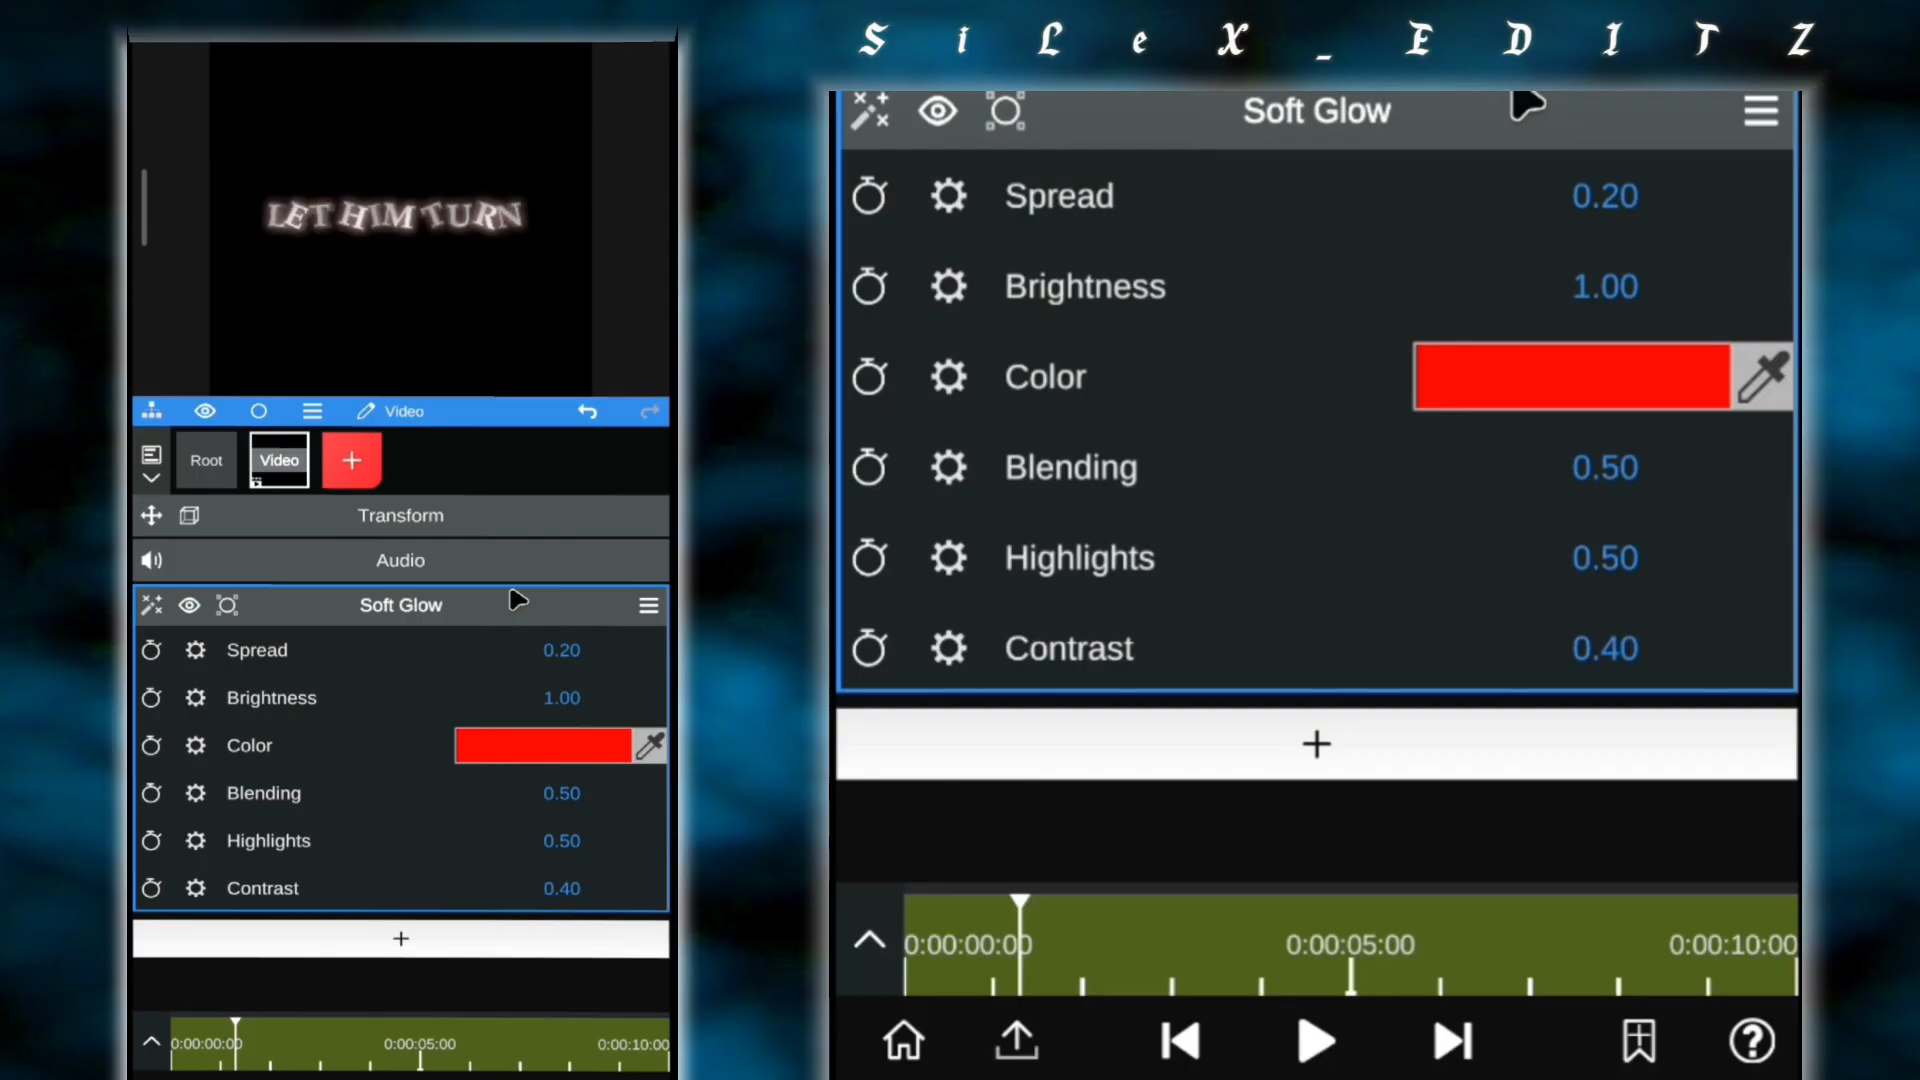 SiLeX_EDITZ
LET HIM TURN
Video
Root
Video
+
Transform
Audio
Soft Glow
Spread 0.20
Brightness 1.00
Color
Blending 0.50
Highlights 0.50
Contrast 0.40
+
0:00:00:00 0:00:05:00 0:00:10:00
Soft Glow
Spread 0.20
Brightness 1.00
Color
Blending 0.50
Highlights 0.50
Contrast 0.40
+
0:00:00:00 0:00:05:00 0:00:10:00